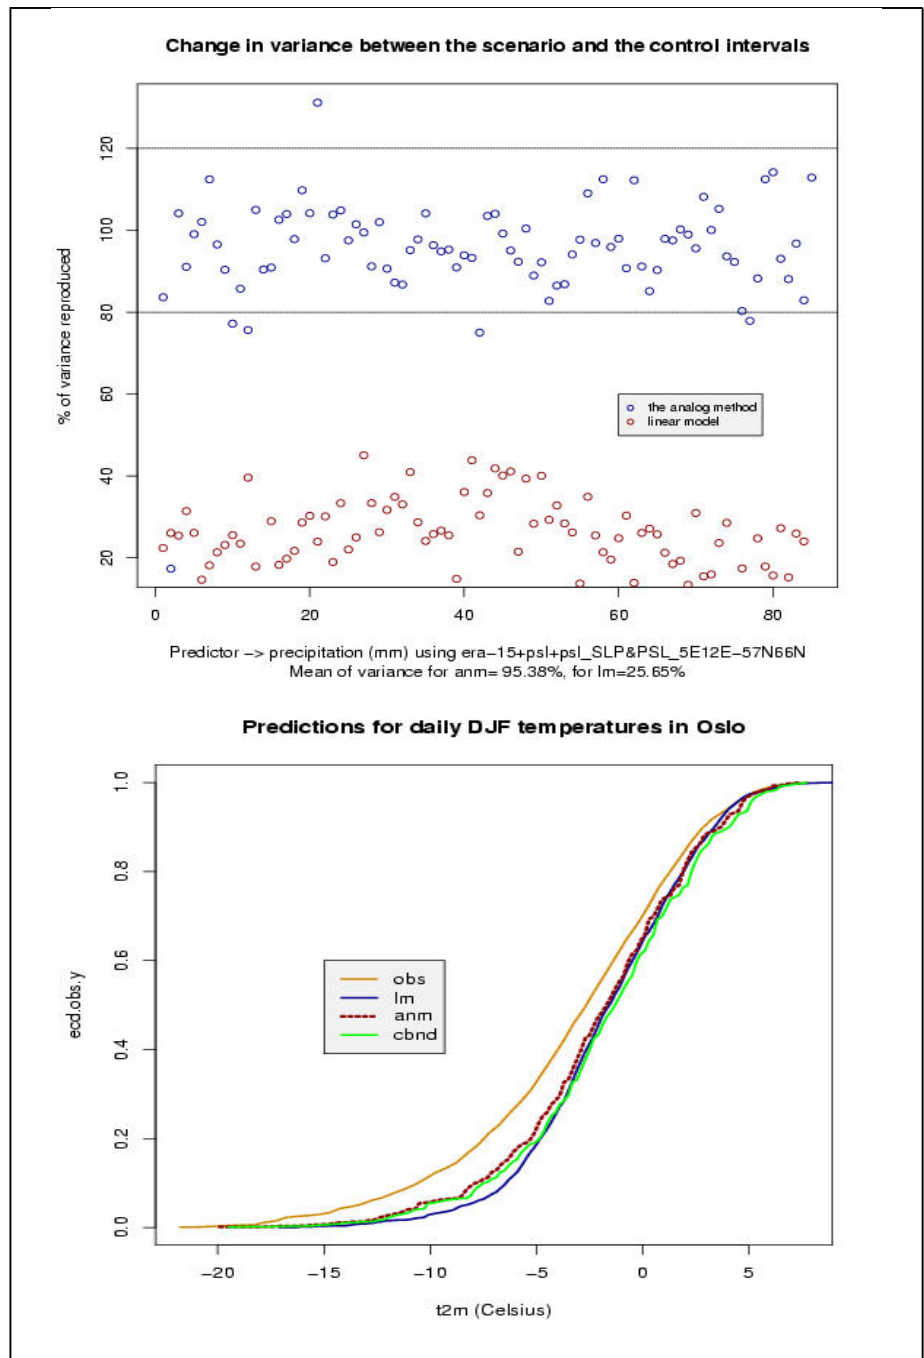 Change in variance between the scenario and the control intervals
% of variance reproduced
120
100
80
60
40
20
the analog method
linear model
0 20 40 60 80
Predictor −> precipitation (mm) using era−15+psl+psl_SLP&PSL_5E12E−57N66N
Mean of variance for anm= 95.38%, for lm=25.65%
Predictions for daily DJF temperatures in Oslo
ecd.obs.y
1.0
0.8
0.6
0.4
0.2
0.0
obs
lm
anm
cbnd
−20 −15 −10 −5 0 5
t2m (Celsius)